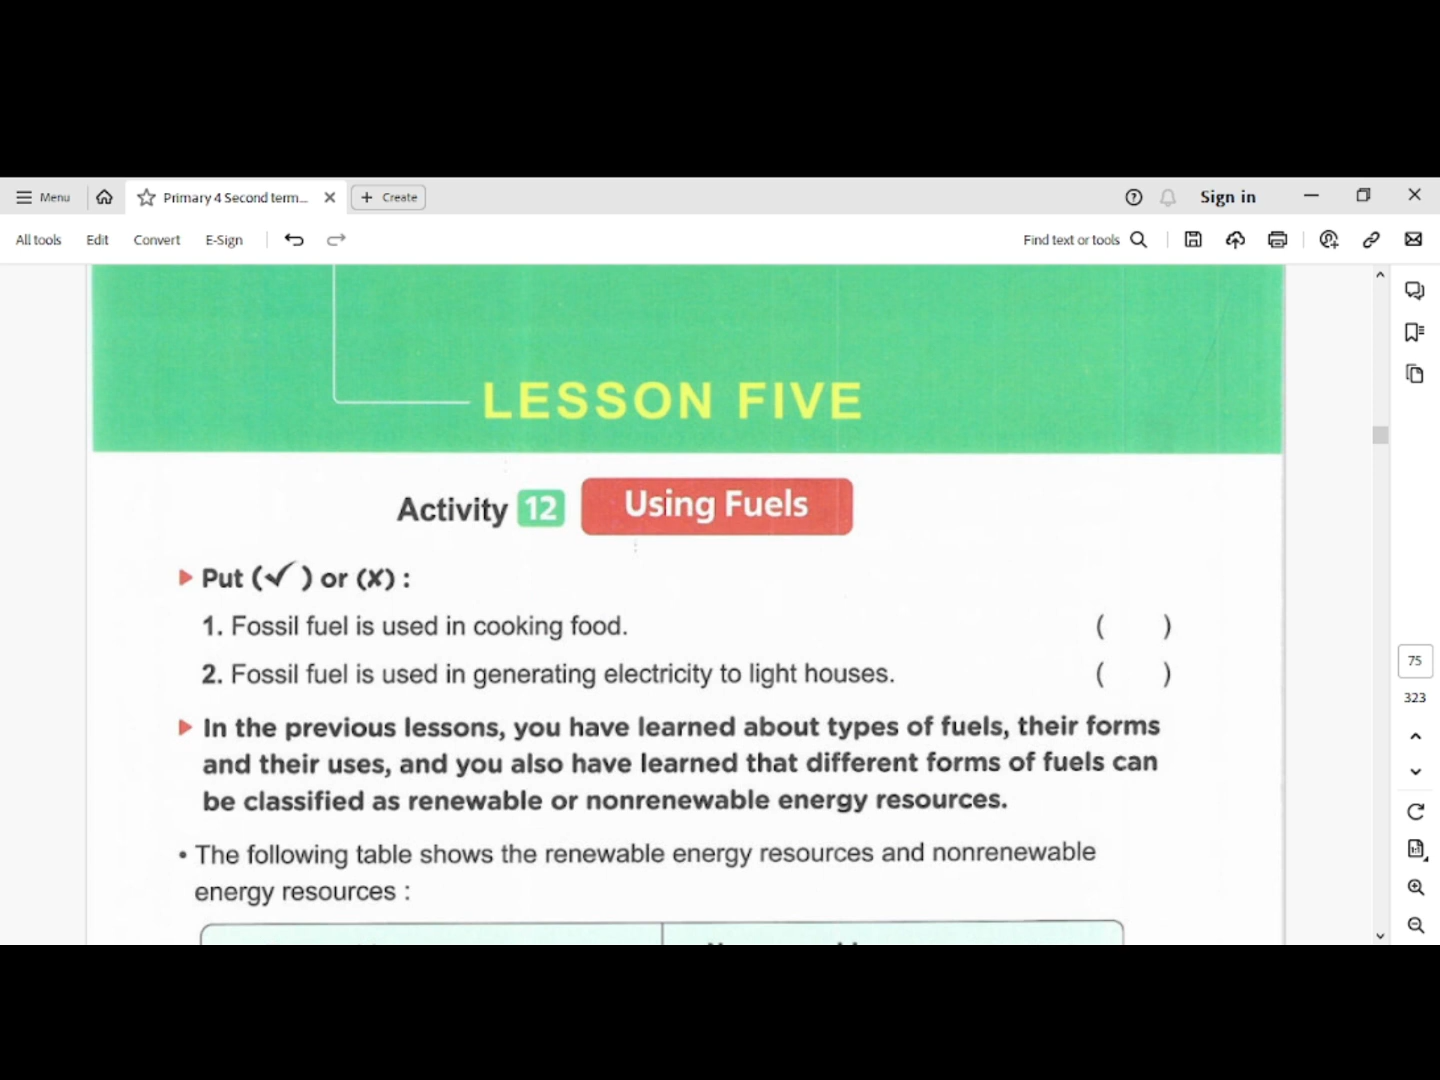 Menu
Primary 4 Second term...
Create
Sign in
All tools
Edit
Convert
E-Sign
Find text or tools
LESSON FIVE
Activity 12 Using Fuels
Put (✓) or (✗) :
1. Fossil fuel is used in cooking food. ( )
2. Fossil fuel is used in generating electricity to light houses. ( )
In the previous lessons, you have learned about types of fuels, their forms
and their uses, and you also have learned that different forms of fuels can
be classified as renewable or nonrenewable energy resources.
• The following table shows the renewable energy resources and nonrenewable
energy resources :
75
323